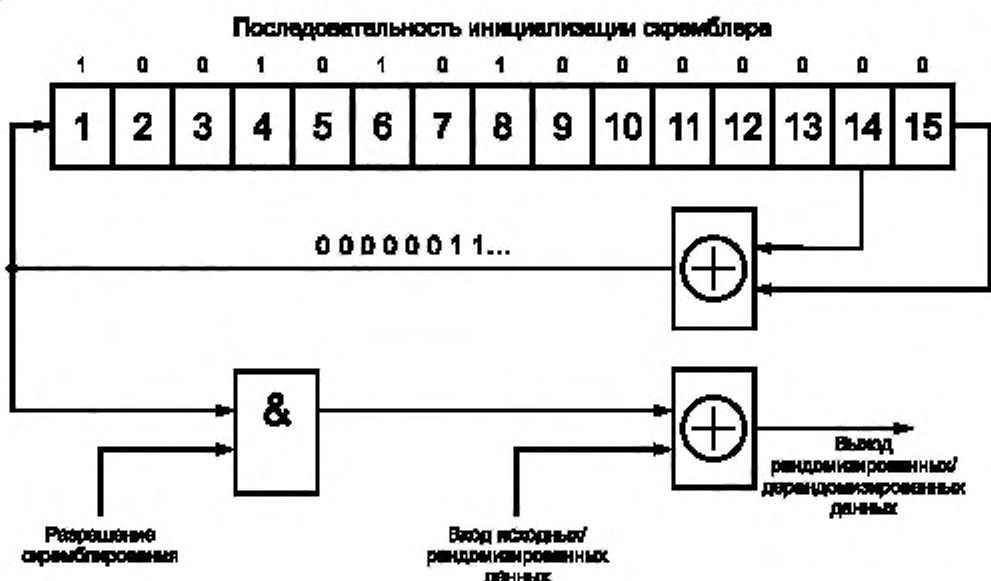 Последовательность инициализации скремблера
1 0 0 1 0 1 0 1 0 0 0 0 0 0 0
1 2 3 4 5 6 7 8 9 10 11 12 13 14 15
0 0 0 0 0 0 1 1...
&
Разрешение
скремблирования
Вход исходных/
рандомизированных
данных
Выход
рандомизированных/
дерандомизированных
данных